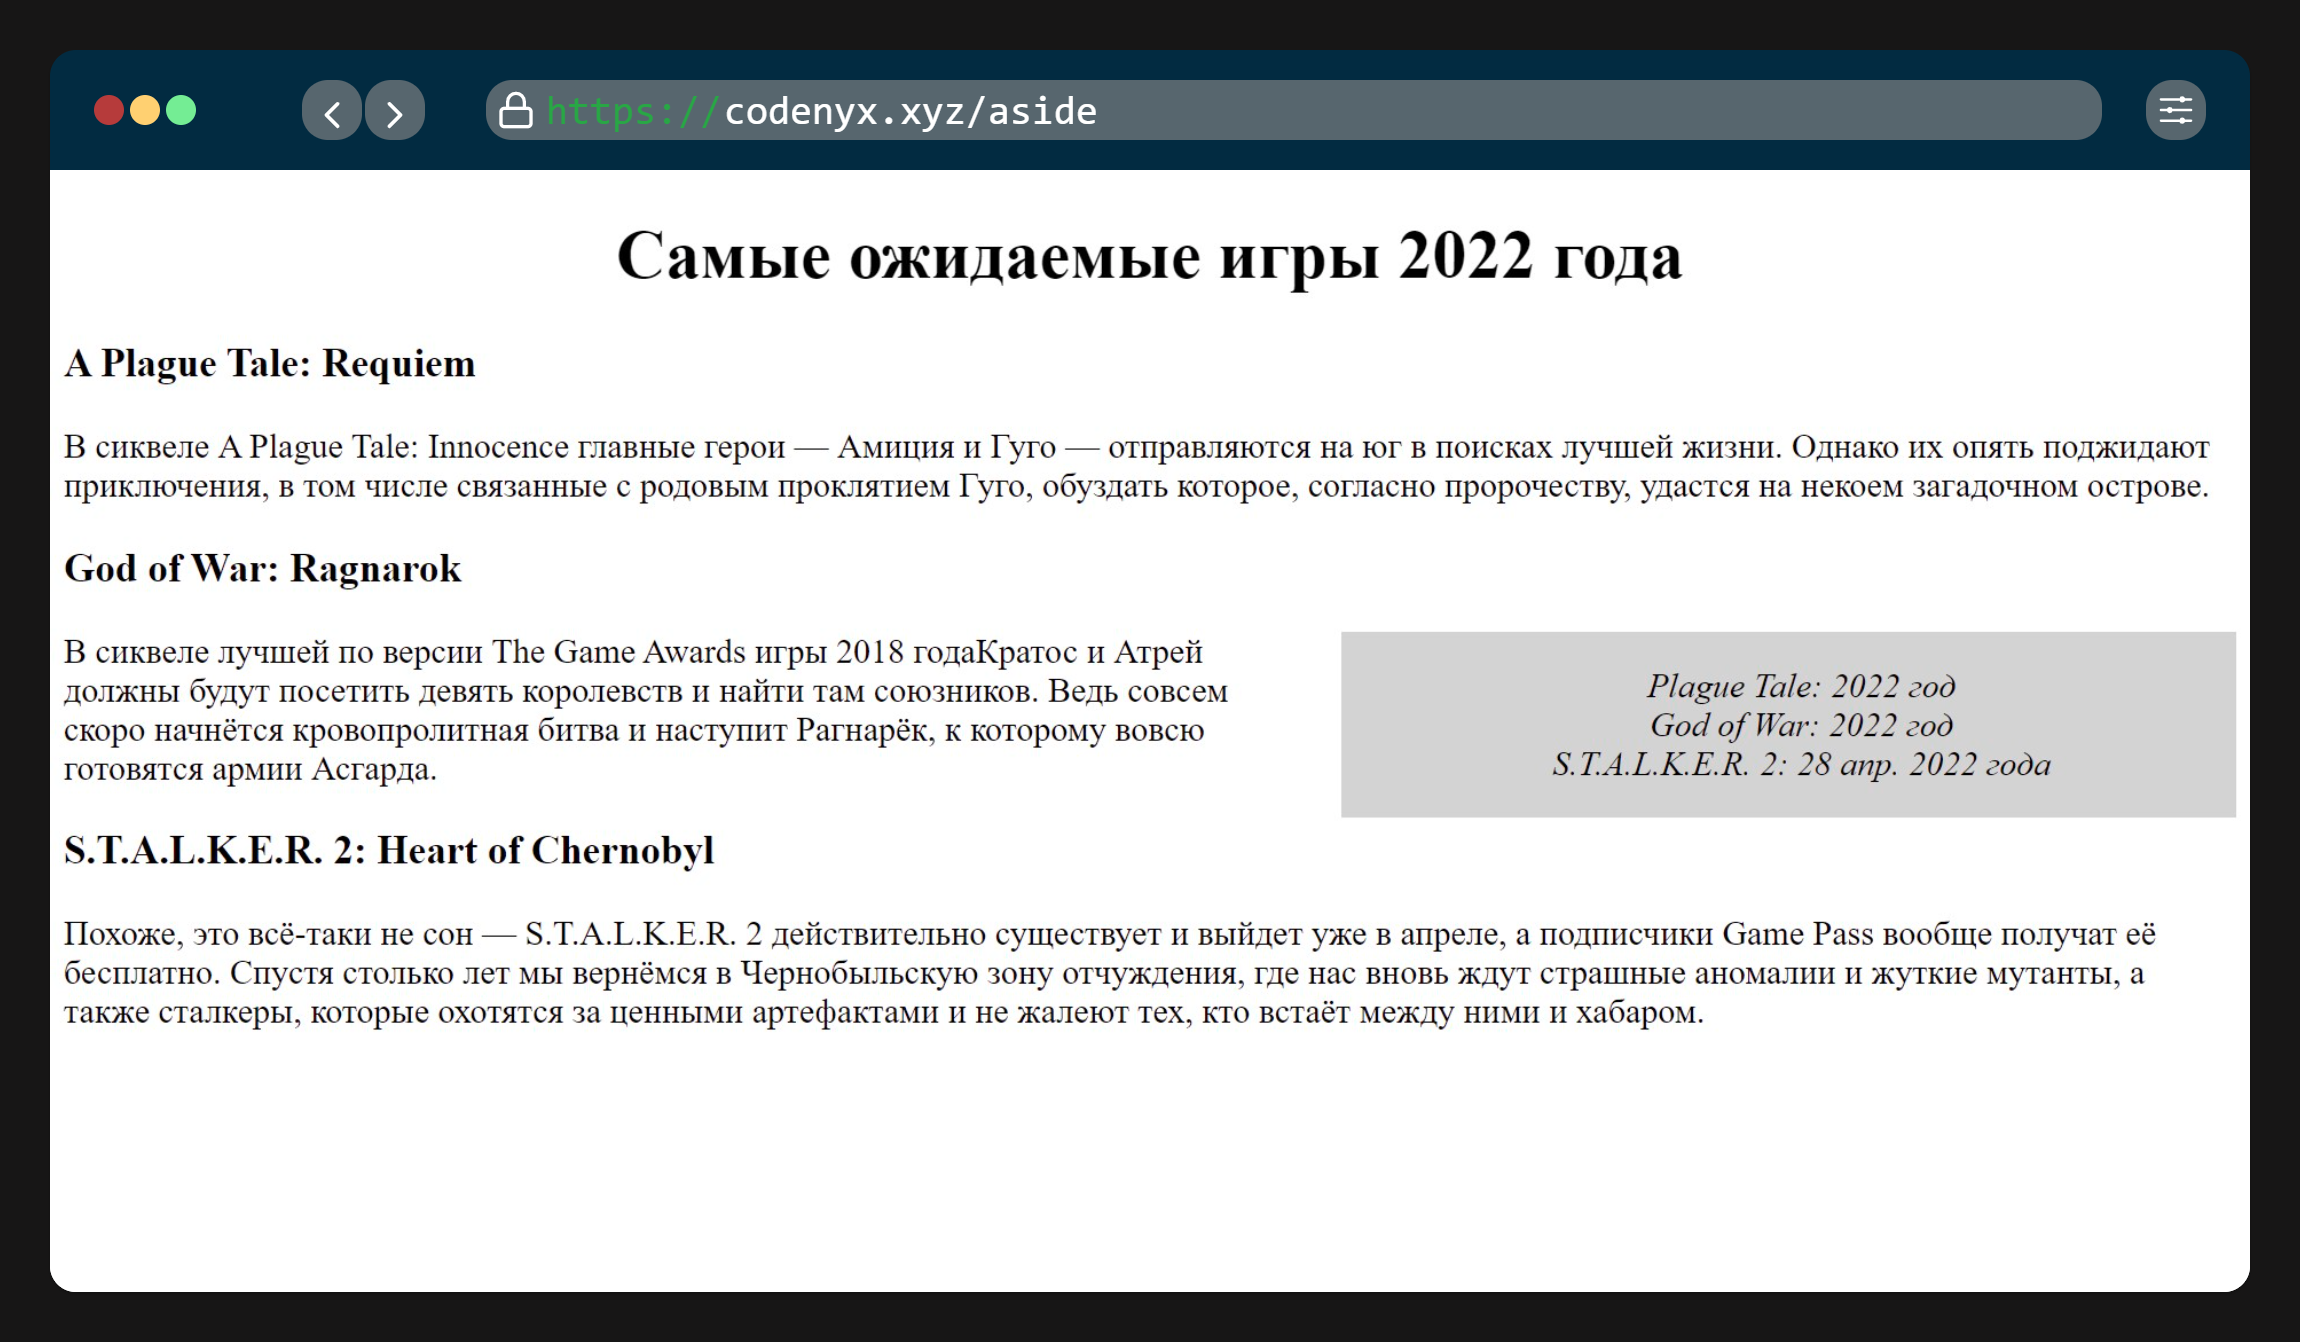 https://codenyx.xyz/aside
Самые ожидаемые игры 2022 года
A Plague Tale: Requiem
В сиквеле A Plague Tale: Innocence главные герои — Амиция и Гуго — отправляются на юг в поисках лучшей жизни. Однако их опять поджидают
приключения, в том числе связанные с родовым проклятием Гуго, обуздать которое, согласно пророчеству, удастся на некоем загадочном острове.
God of War: Ragnarok
В сиквеле лучшей по версии The Game Awards игры 2018 годаКратос и Атрей
должны будут посетить девять королевств и найти там союзников. Ведь совсем
скоро начнётся кровопролитная битва и наступит Рагнарёк, к которому вовсю
готовятся армии Асгарда.
Plague Tale: 2022 год
God of War: 2022 год
S.T.A.L.K.E.R. 2: 28 апр. 2022 года
S.T.A.L.K.E.R. 2: Heart of Chernobyl
Похоже, это всё-таки не сон — S.T.A.L.K.E.R. 2 действительно существует и выйдет уже в апреле, а подписчики Game Pass вообще получат её
бесплатно. Спустя столько лет мы вернёмся в Чернобыльскую зону отчуждения, где нас вновь ждут страшные аномалии и жуткие мутанты, а
также сталкеры, которые охотятся за ценными артефактами и не жалеют тех, кто встаёт между ними и хабаром.